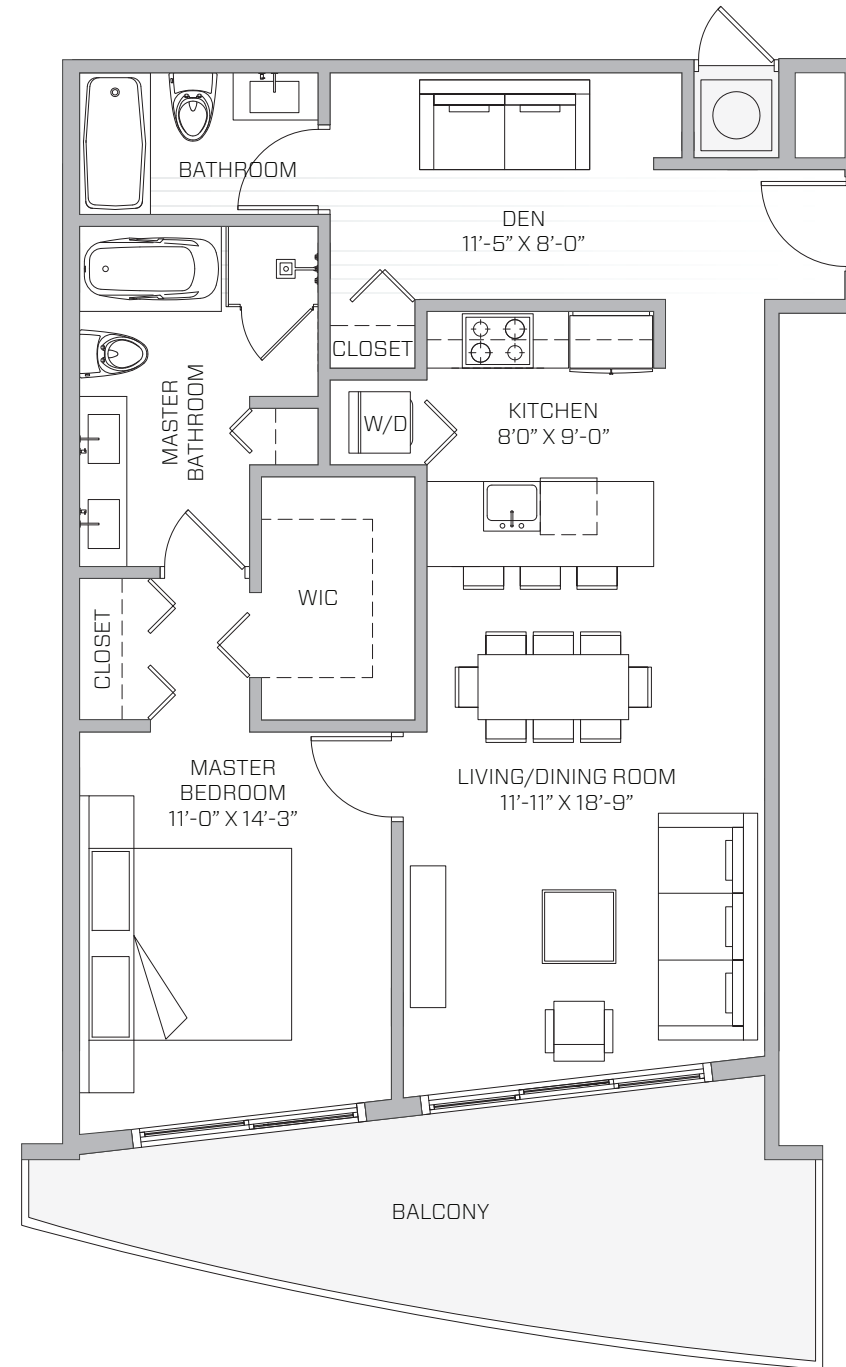 BATHROOM
DEN
11'-5” X 8'-0”
CLOSET
MASTER
BATHROOM
W/D
KITCHEN
8'0” X 9'-0”
WIC
CLOSET
MASTER
BEDROOM
11'-0” X 14'-3”
LIVING/DINING ROOM
11'-11” X 18'-9”
BALCONY